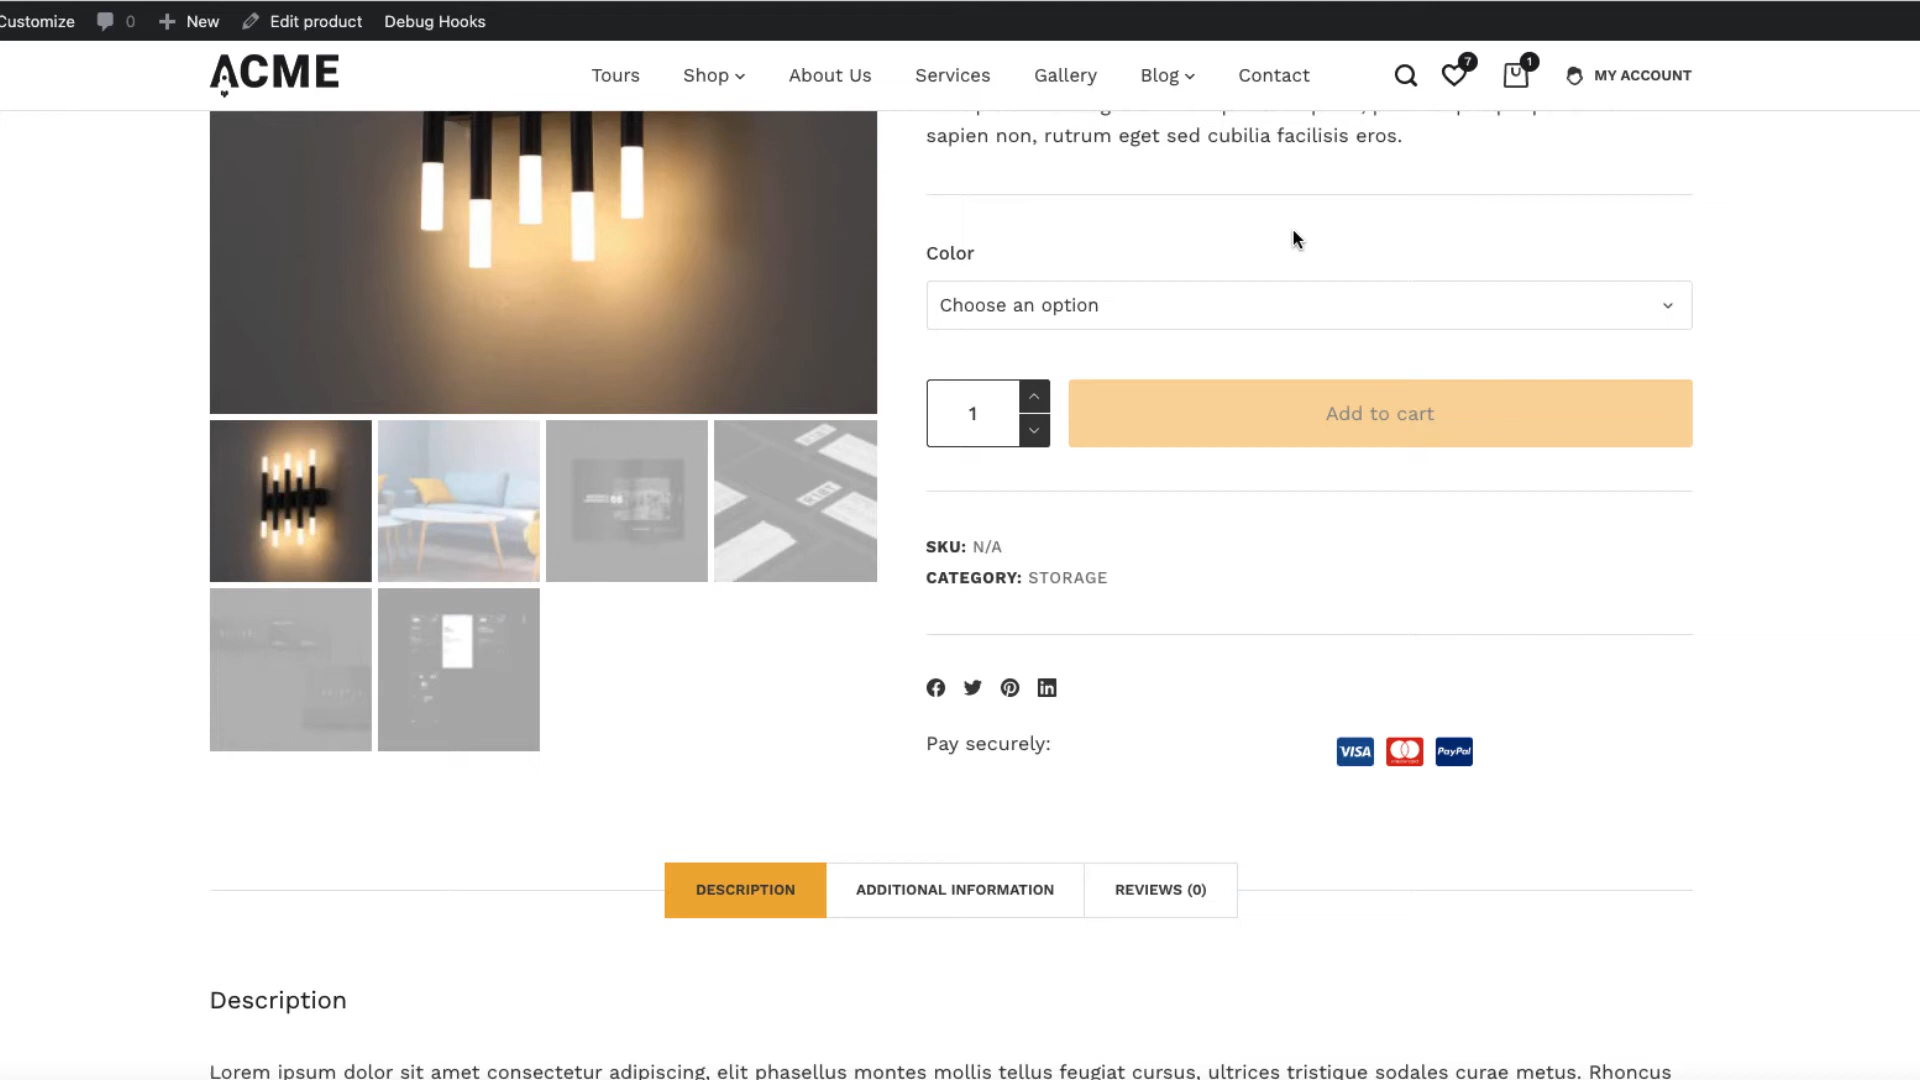 Customize 0 New Edit product Debug Hooks
ACME Tours Shop About Us Services Gallery Blog Contact 7 1 MY ACCOUNT
sapien non, rutrum eget sed cubilia facilisis eros.
Color
Choose an option
1 Add to cart
SKU: N/A
CATEGORY: STORAGE
Pay securely: VISA PayPal
DESCRIPTION ADDITIONAL INFORMATION REVIEWS (0)
Description
Lorem ipsum dolor sit amet consectetur adipiscing, elit phasellus montes mollis tellus feugiat cursus, ultrices tristique sodales curae metus. Rhoncus